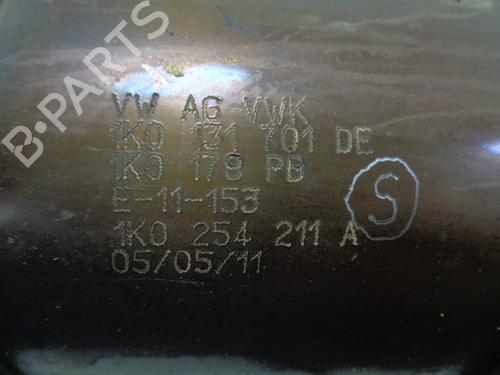 VW AG VWK
1K0 131 701 DE
1K0 178 PB
E-11-153
1K0 254 211 A
S
05/05/11
B-PARTS